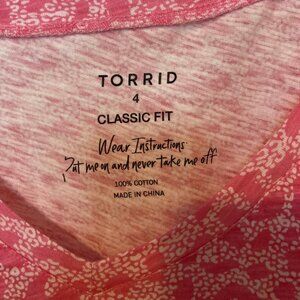 TORRID
4
CLASSIC FIT
Wear Instructions:
Put me on and never take me off
100% COTTON
MADE IN CHINA